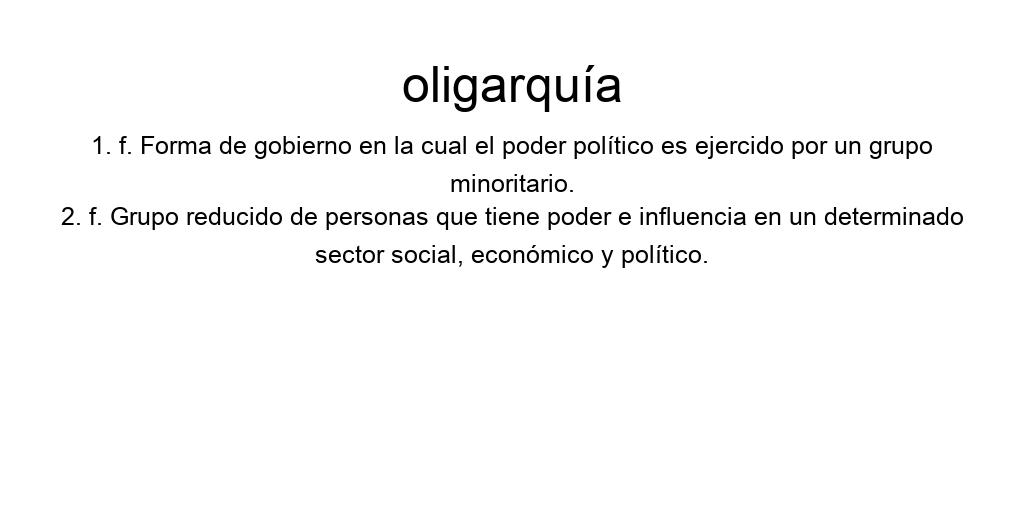 oligarquía
1. f. Forma de gobierno en la cual el poder político es ejercido por un grupo
minoritario.
2. f. Grupo reducido de personas que tiene poder e influencia en un determinado
sector social, económico y político.